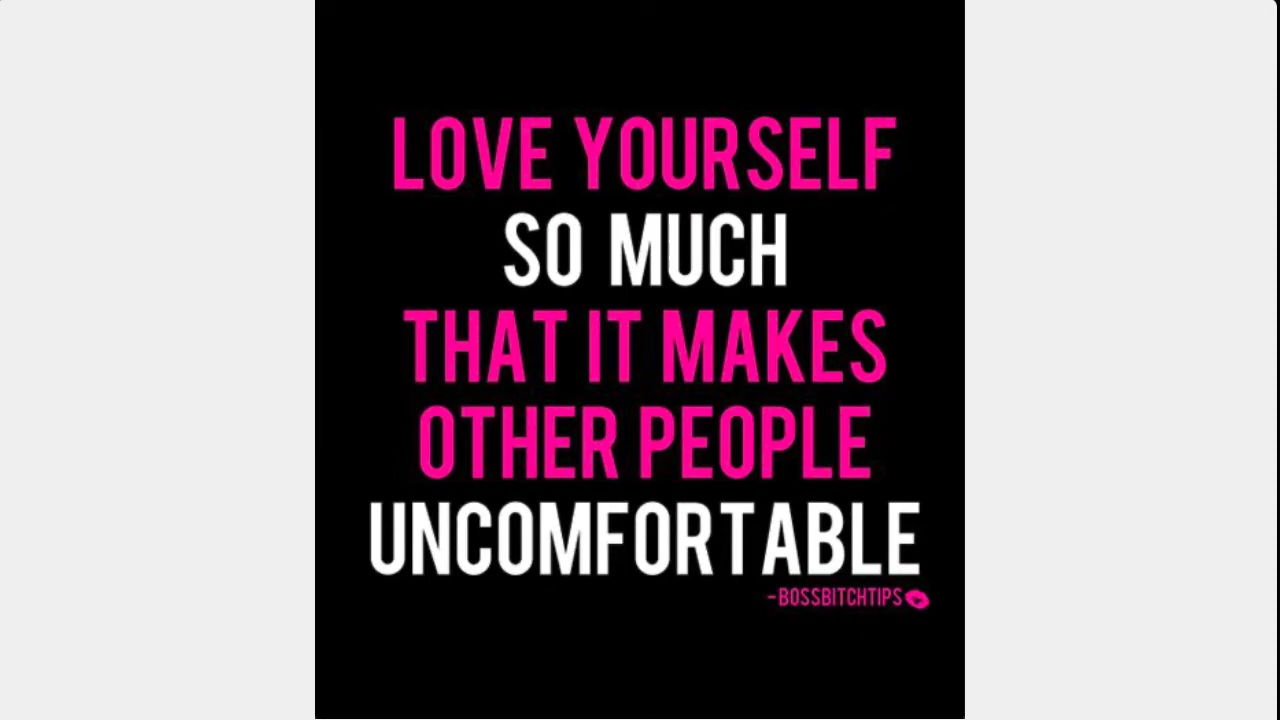 LOVE YOURSELF
SO MUCH
THAT IT MAKES
OTHER PEOPLE
UNCOMFORTABLE
-BOSSBITCHTIPS